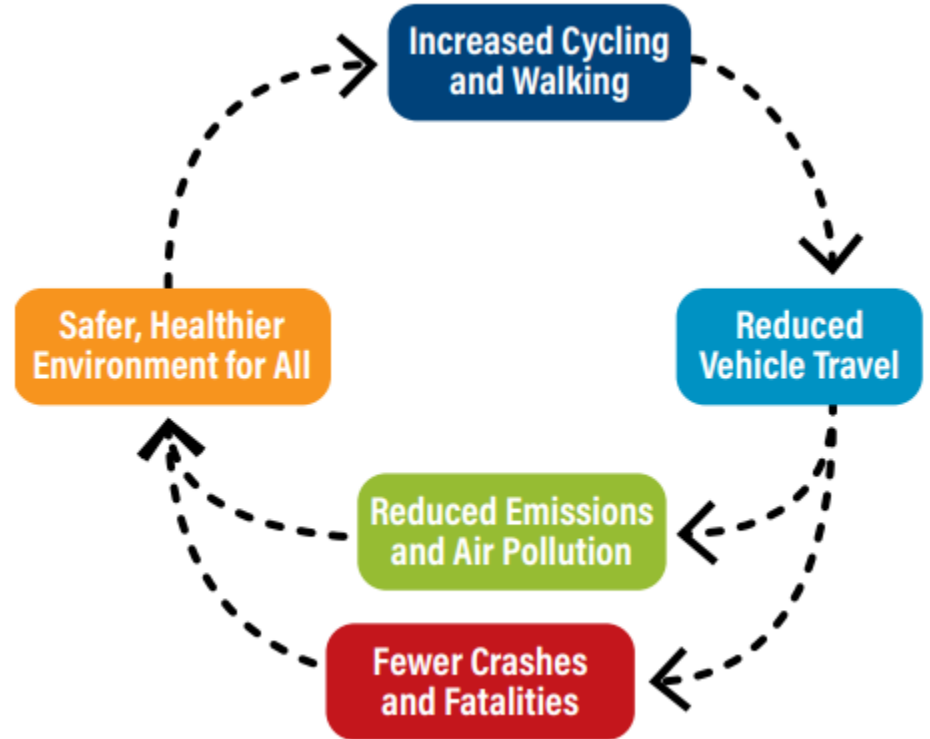 Increased Cycling
and Walking
Safer, Healthier
Environment for All
Reduced
Vehicle Travel
Reduced Emissions
and Air Pollution
Fewer Crashes
and Fatalities